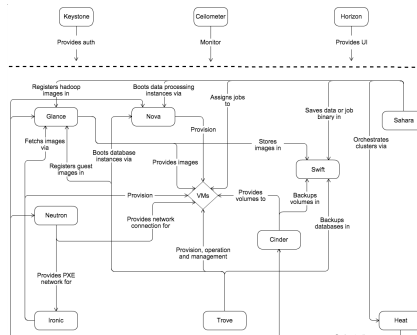 Keystone
Ceilometer
Horizon
Provides auth
Monitor
Provides UI
Registers hadoop
images in
Boots data processing
instances via
Assigns jobs
to
Saves data or job
binary in
Sahara
Glance
Nova
Orchestrates
clusters via
Fetchs images
via
Provision
Boots database
instances via
Stores
images in
Registers guest
images in
Provides images
Swift
Provision
VMs
Provides
volumes to
Backups
volumes in
Neutron
Provides network
connection for
Backups
databases in
Cinder
Provision, operation
and management
Provides PXE
network for
Ironic
Trove
Heat